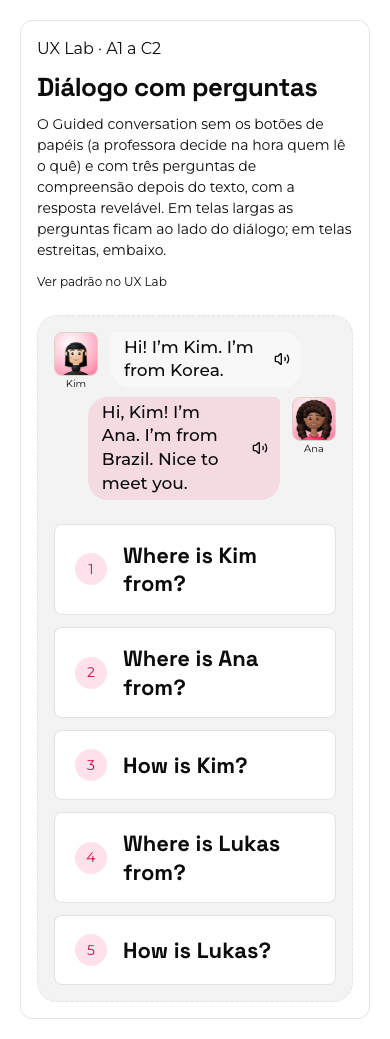 UX Lab · A1 a C2
Diálogo com perguntas
O Guided conversation sem os botões de
papéis (a professora decide na hora quem lê
o quê) e com três perguntas de
compreensão depois do texto, com a
resposta revelável. Em telas largas as
perguntas ficam ao lado do diálogo; em telas
estreitas, embaixo.
Ver padrão no UX Lab
Hi! I’m Kim. I’m
from Korea.
Kim
Hi, Kim! I’m
Ana. I’m from
Brazil. Nice to
meet you.
Ana
1 Where is Kim
from?
2 Where is Ana
from?
3 How is Kim?
4 Where is Lukas
from?
5 How is Lukas?